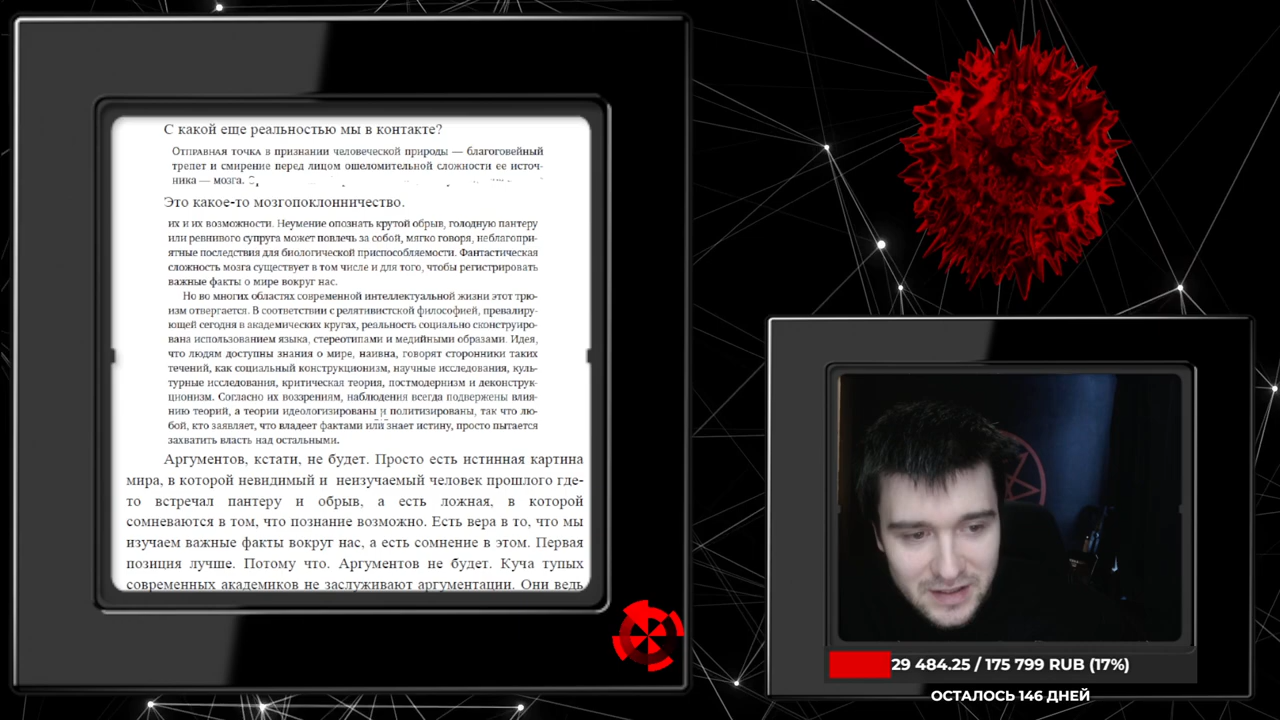 С какой еще реальностью мы в контакте?
Отправная точка в признании человеческой природы — благоговейный
трепет и смирение перед лицом ошеломительной сложности ее источ-
ника — мозга.
Это какое-то мозгопоклонничество.
их и их возможности. Неумение опознать крутой обрыв, голодную пантеру
или ревнивого супруга может повлечь за собой, мягко говоря, неблагопри-
ятные последствия для биологической приспособляемости. Фантастическая
сложность мозга существует в том числе и для того, чтобы регистрировать
важные факты о мире вокруг нас.
Но во многих областях современной интеллектуальной жизни этот трю-
изм отвергается. В соответствии с релятивистской философией, превалиру-
ющей сегодня в академических кругах, реальность социально сконструиро-
вана использованием языка, стереотипами и медийными образами. Идея,
что людям доступны знания о мире, наивна, говорят сторонники таких
течений, как социальный конструкционизм, научные исследования, куль-
турные исследования, критическая теория, постмодернизм и деконструк-
ционизм. Согласно их воззрениям, наблюдения всегда подвержены влия-
нию теорий, а теории идеологизированы и политизированы, так что лю-
бой, кто заявляет, что владеет фактами или знает истину, просто пытается
захватить власть над остальными.
Аргументов, кстати, не будет. Просто есть истинная картина
мира, в которой невидимый и неизучаемый человек прошлого где-
то встречал пантеру и обрыв, а есть ложная, в которой
сомневаются в том, что познание возможно. Есть вера в то, что мы
изучаем важные факты вокруг нас, а есть сомнение в этом. Первая
позиция лучше. Потому что. Аргументов не будет. Куча тупых
современных академиков не заслуживают аргументации. Они ведь
29 484.25 / 175 799 RUB (17%)
ОСТАЛОСЬ 146 ДНЕЙ